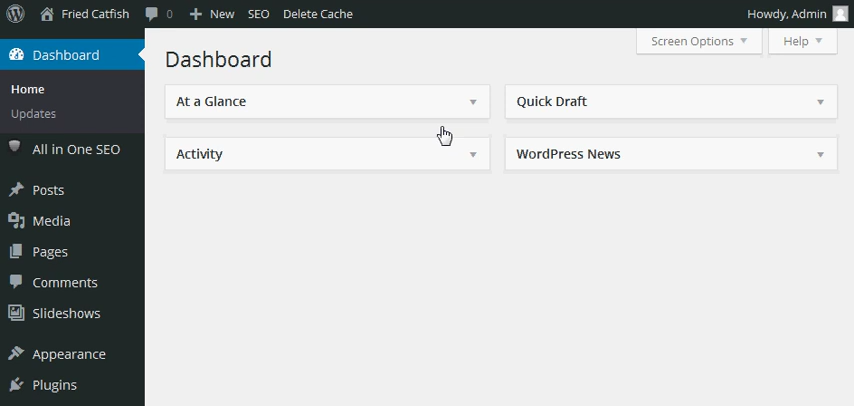 Fried Catfish 0 New SEO Delete Cache Howdy, Admin
Screen Options Help
Dashboard
Home
Updates
All in One SEO
Posts
Media
Pages
Comments
Slideshows
Appearance
Plugins
Dashboard
At a Glance
Quick Draft
Activity
WordPress News